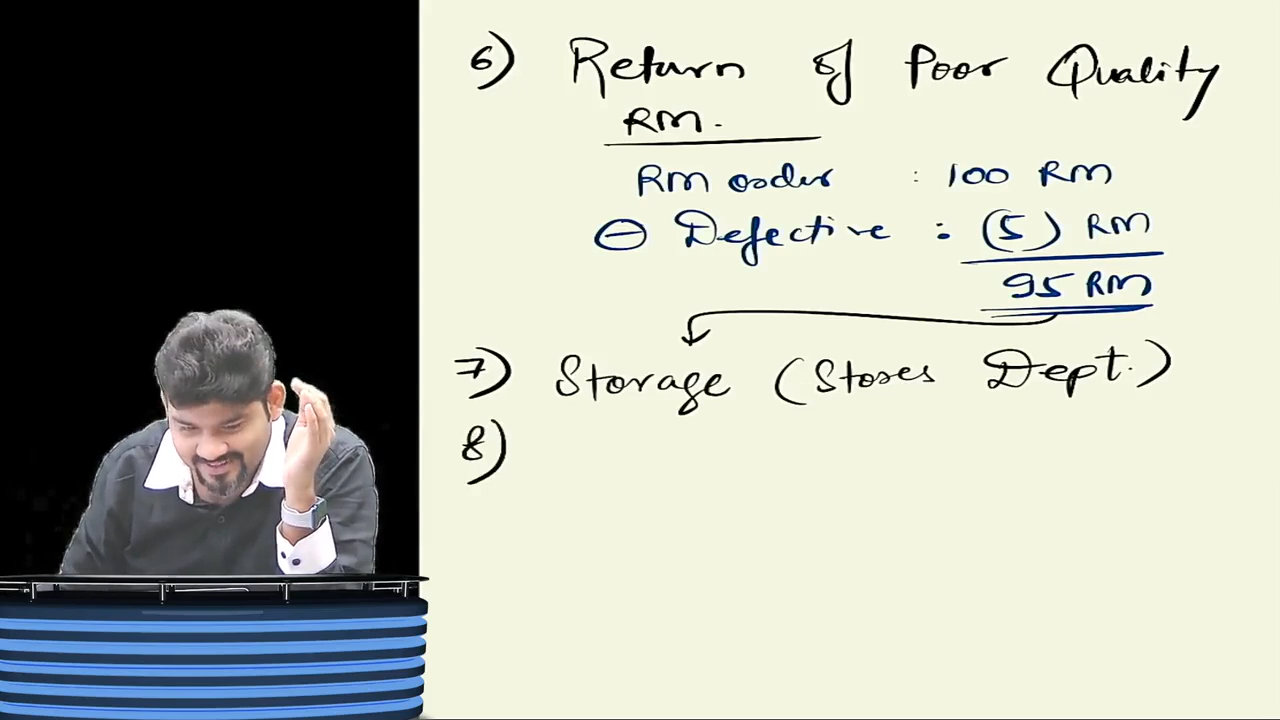 6) Return of Poor Quality
RM.
RM order : 100 RM
⊖ Defective : (5) RM
95 RM
7) Storage (Stores Dept.)
8)